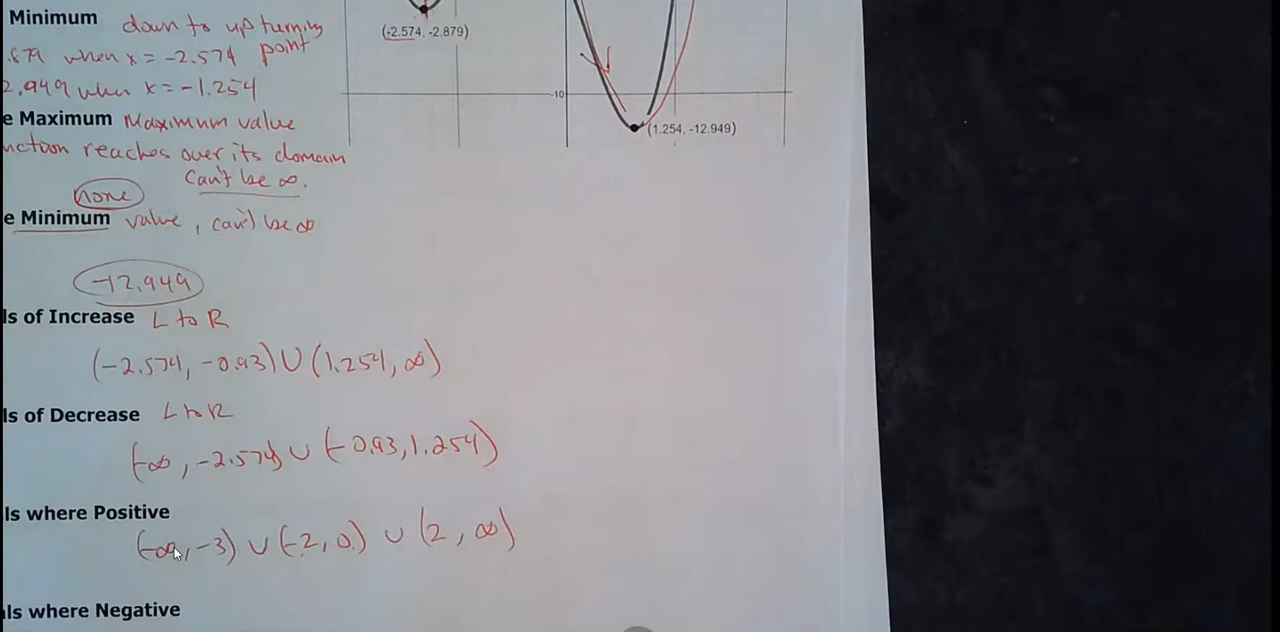 Minimum down to up turning
.879 when x = -2.574 point
2.949 when x = -1.254
e Maximum Maximum value
nction reaches over its domain
can't be ∞.
none
e Minimum value, can't be ∞
-12.949
ls of Increase L to R
(-2.574, -0.93) ∪ (1.254, ∞)
ls of Decrease L to R
(-∞, -2.574) ∪ (-0.93, 1.254)
ls where Positive
(-∞, -3) ∪ (-2, 0) ∪ (2, ∞)
als where Negative
(-2.574, -2.879)
-10
(1.254, -12.949)